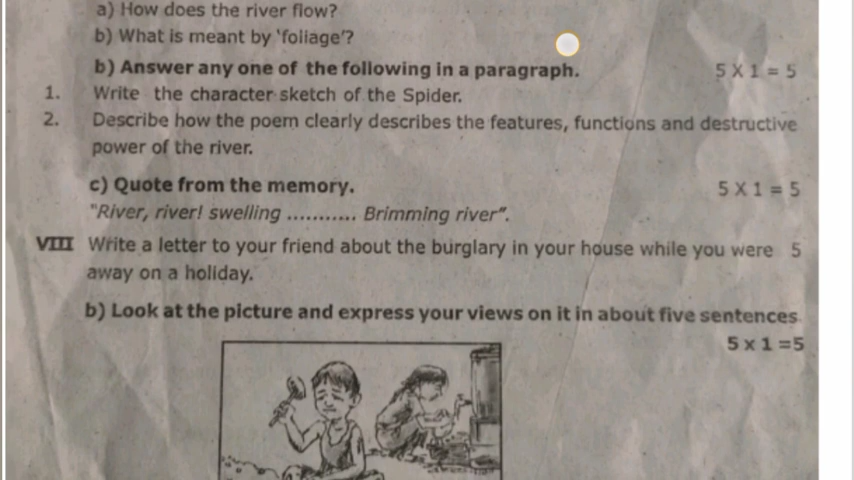 a) How does the river flow?
b) What is meant by 'foliage'?
b) Answer any one of the following in a paragraph. 5 X 1 = 5
1. Write the character sketch of the Spider.
2. Describe how the poem clearly describes the features, functions and destructive
power of the river.
c) Quote from the memory. 5 X 1 = 5
"River, river! swelling ........... Brimming river".
VIII Write a letter to your friend about the burglary in your house while you were 5
away on a holiday.
b) Look at the picture and express your views on it in about five sentences
5 x 1 =5